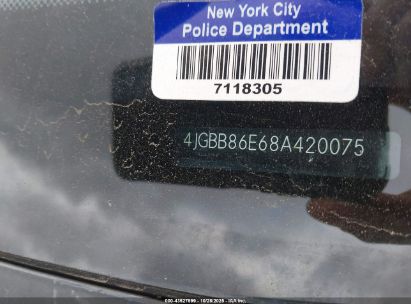 New York City
Police Department
7118305
4JGBB86E68A420075